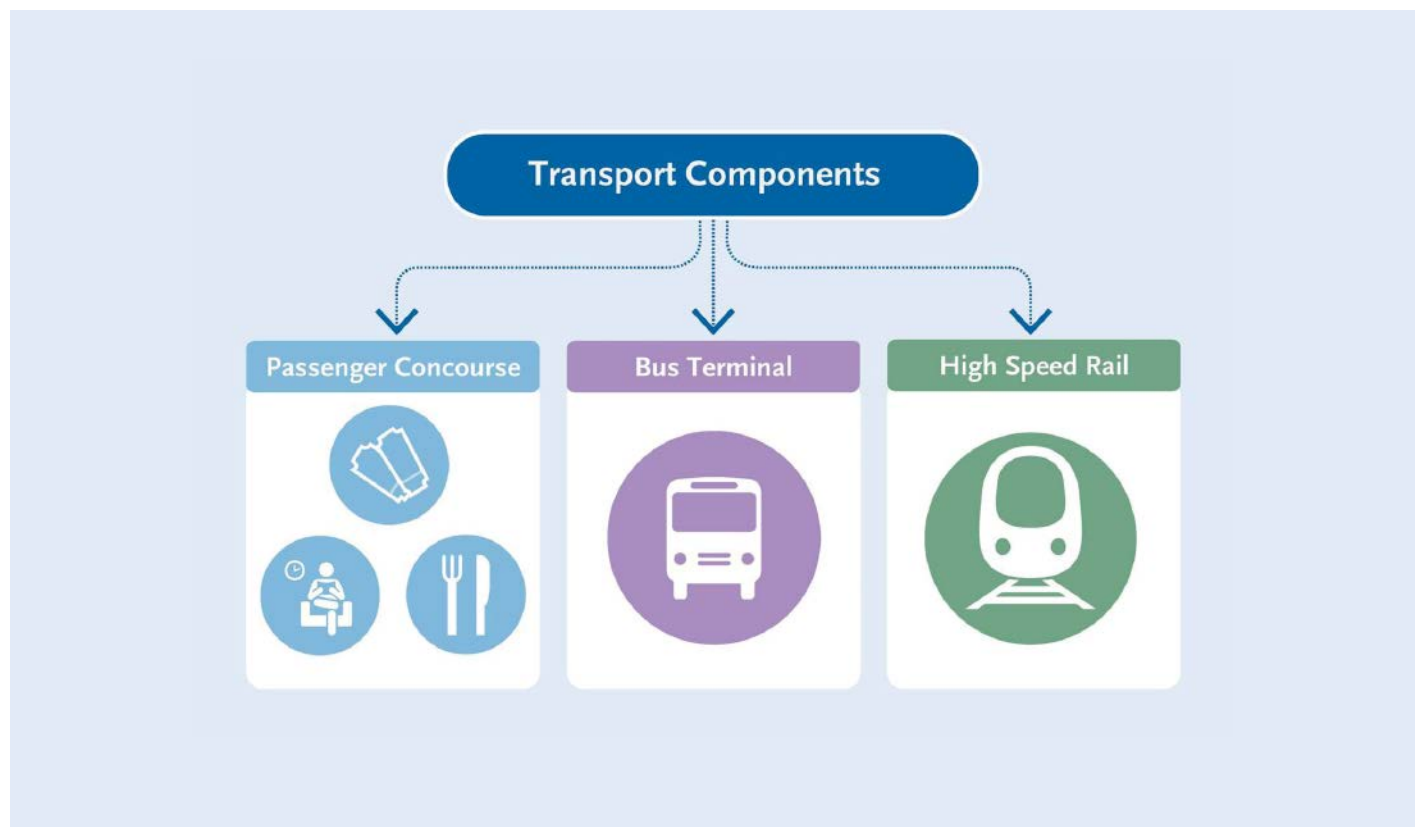 Transport Components
Passenger Concourse
Bus Terminal
High Speed Rail